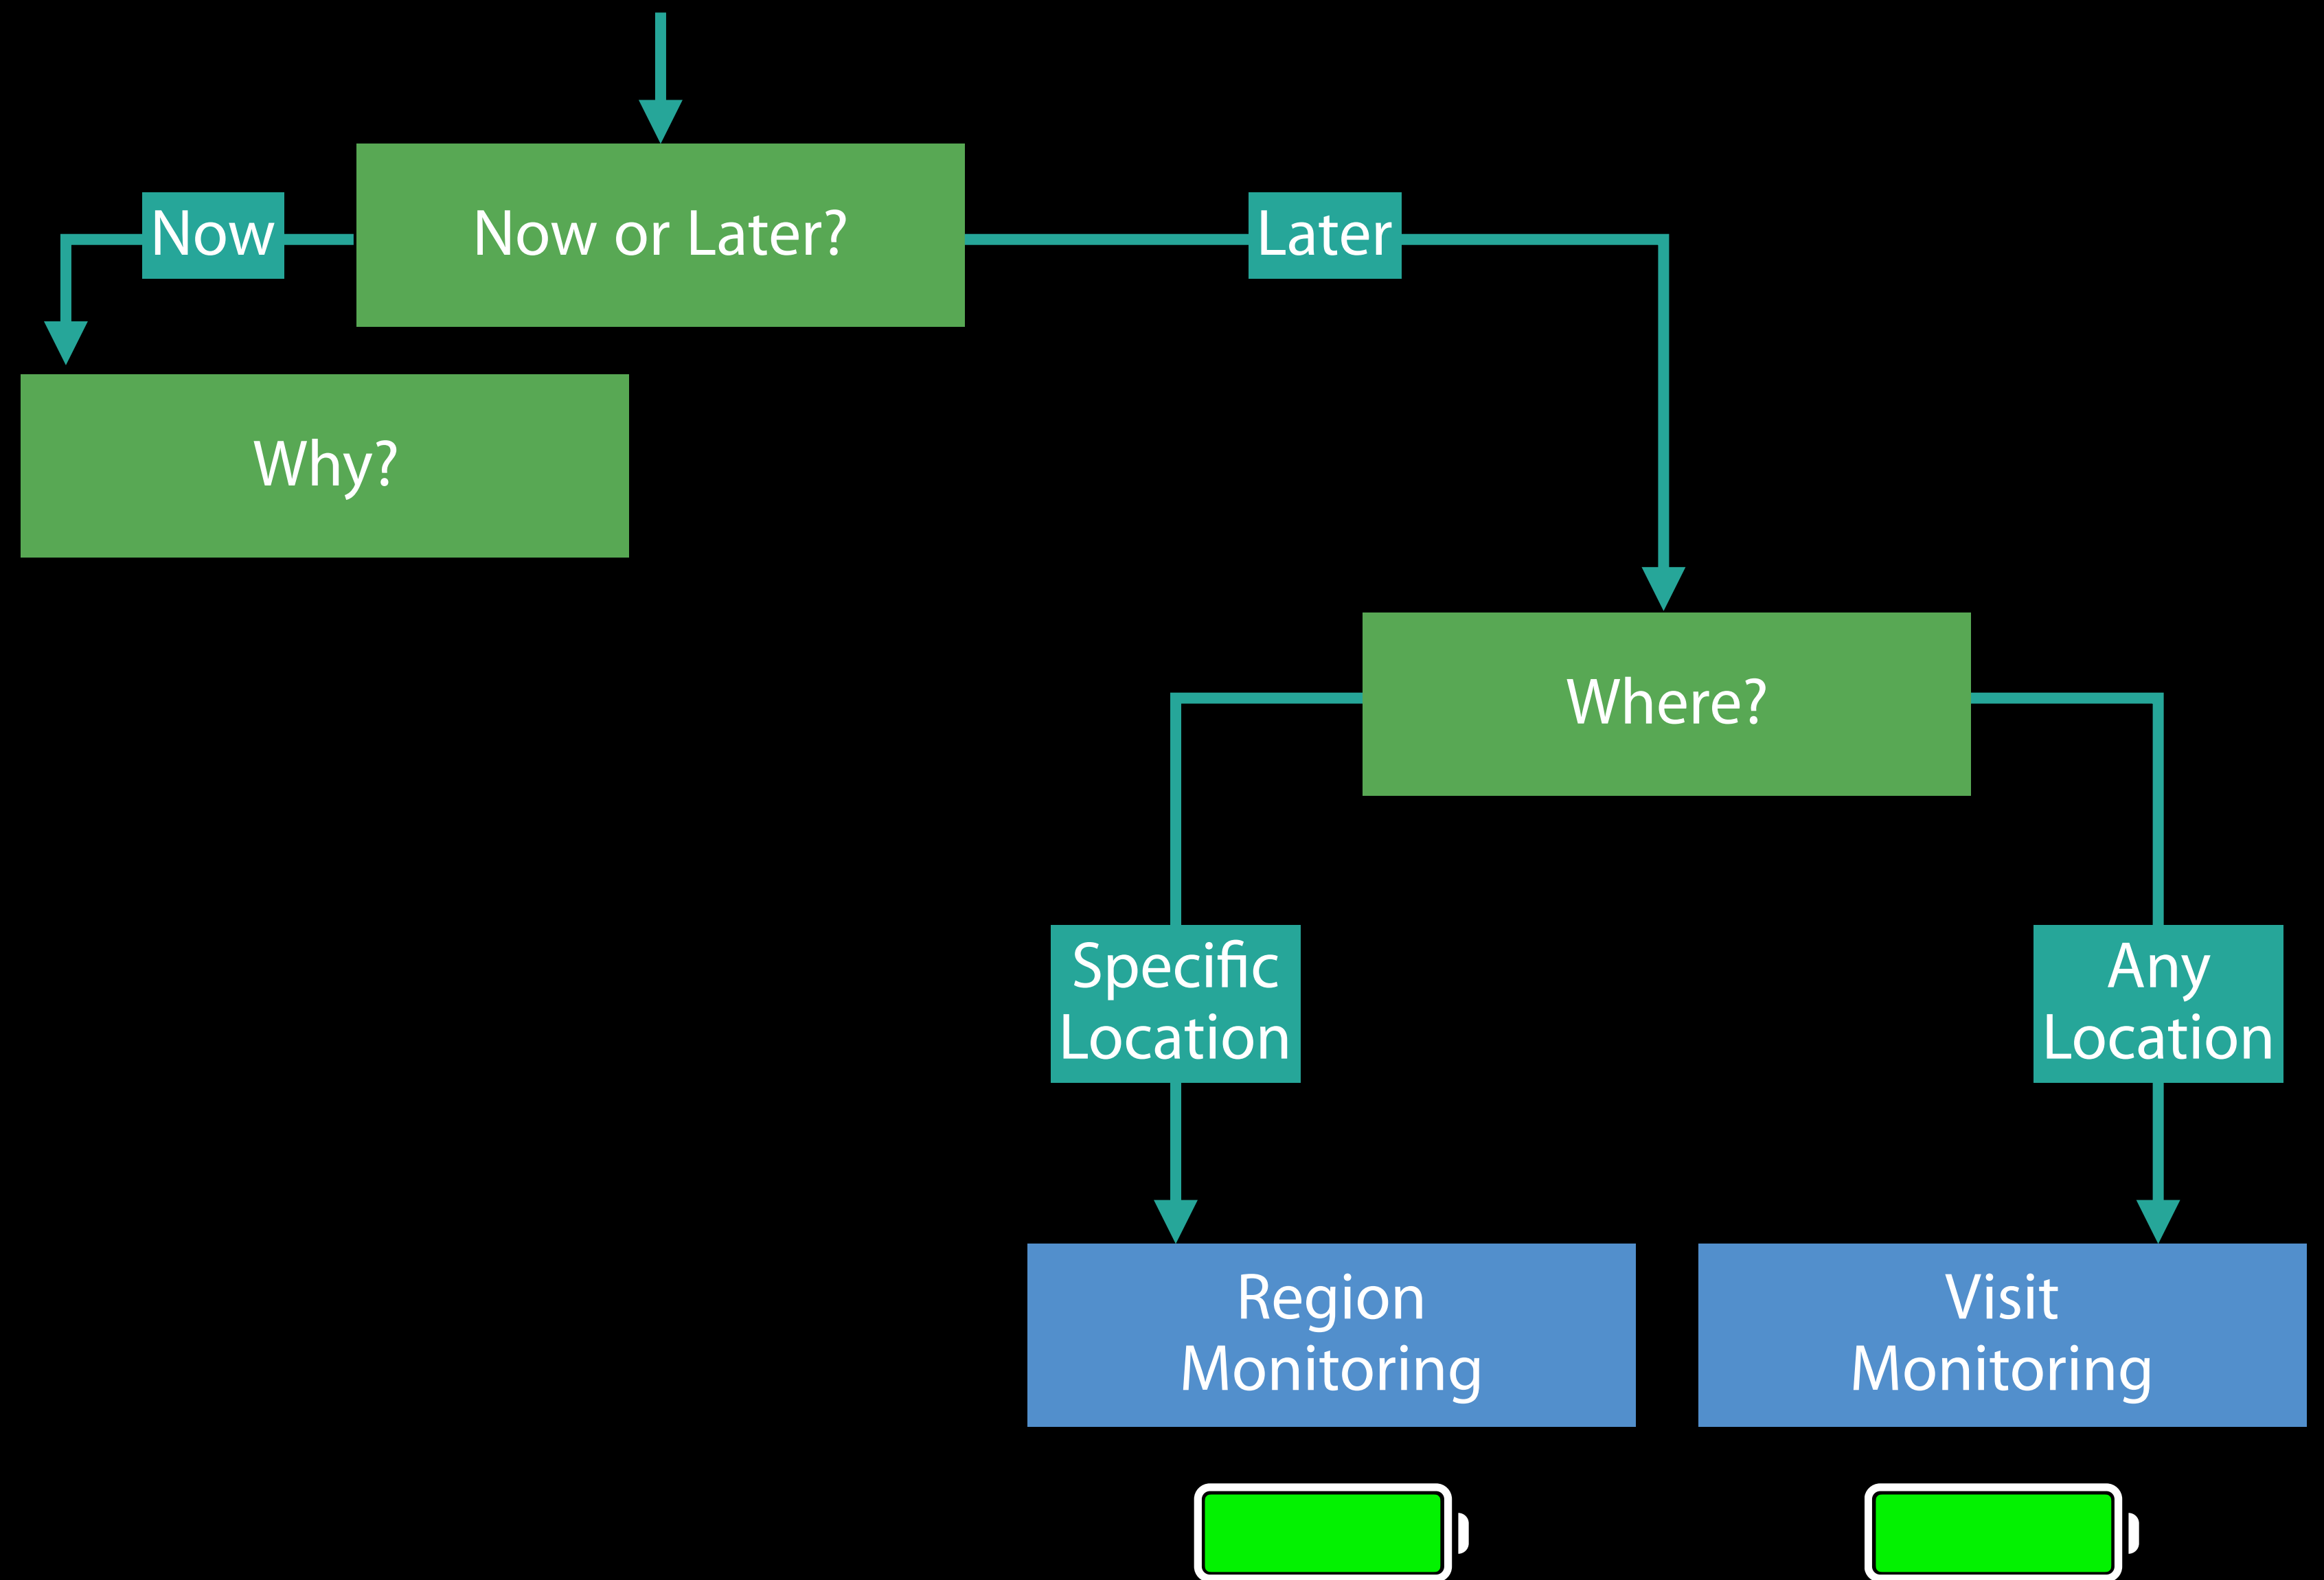 Now or Later?
Now
Later
Why?
Where?
Specific
Location
Any
Location
Region
Monitoring
Visit
Monitoring